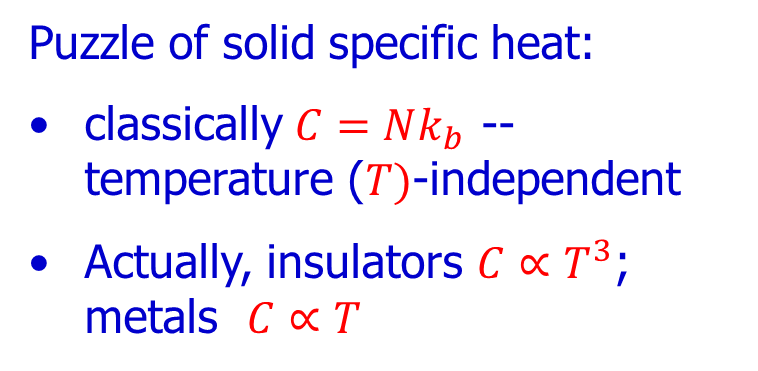 Puzzle of solid specific heat:
• classically C = Nk_b --
temperature (T)-independent
• Actually, insulators C ∝ T³;
metals C ∝ T